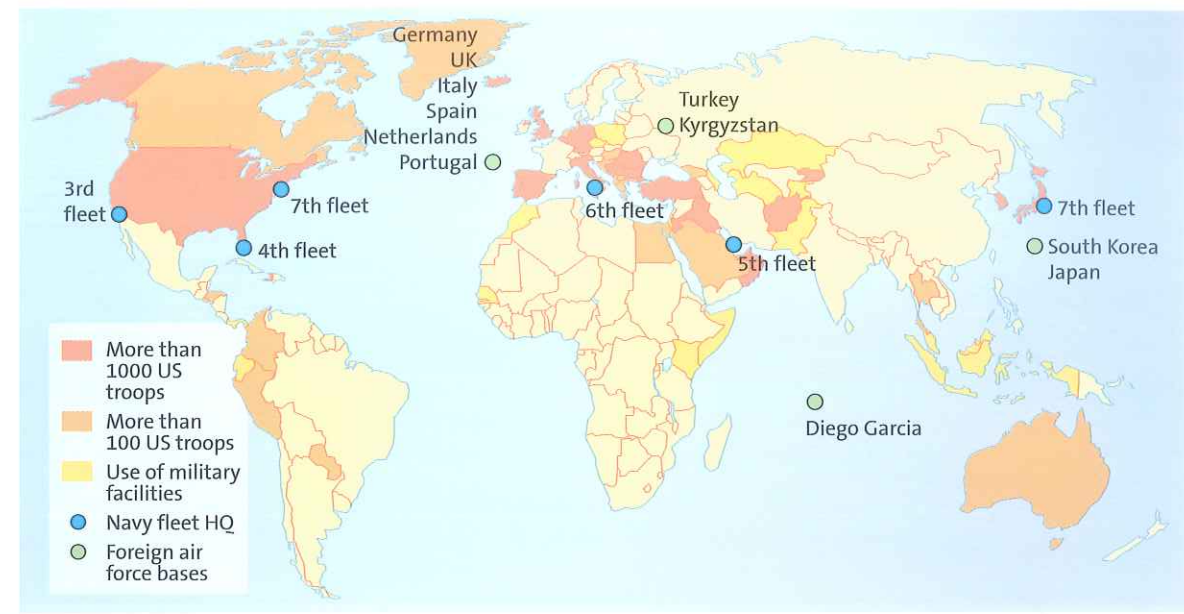 Germany
UK
Italy
Spain
Netherlands
Portugal
Turkey
Kyrgyzstan
3rd
fleet
7th fleet
4th fleet
6th fleet
5th fleet
7th fleet
South Korea
Japan
Diego Garcia
More than
1000 US
troops
More than
100 US troops
Use of military
facilities
Navy fleet HQ
Foreign air
force bases